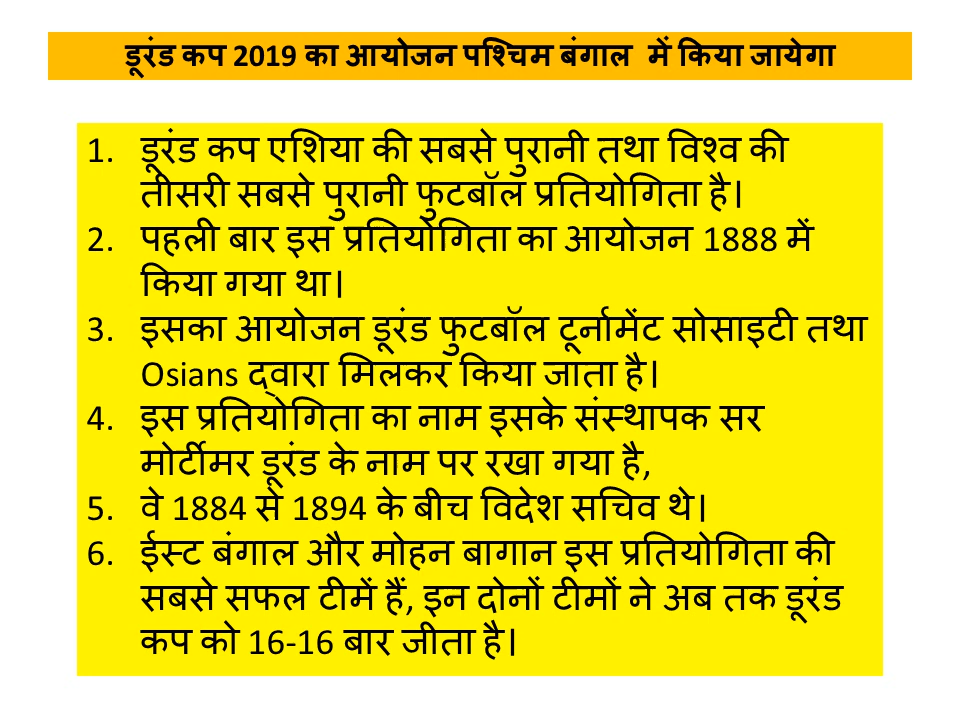 डूरंड कप 2019 का आयोजन पश्चिम बंगाल में किया जायेगा
1. डूरंड कप एशिया की सबसे पुरानी तथा विश्व की
तीसरी सबसे पुरानी फुटबॉल प्रतियोगिता है।
2. पहली बार इस प्रतियोगिता का आयोजन 1888 में
किया गया था।
3. इसका आयोजन डूरंड फुटबॉल टूर्नामेंट सोसाइटी तथा
Osians द्वारा मिलकर किया जाता है।
4. इस प्रतियोगिता का नाम इसके संस्थापक सर
मोर्टीमर डूरंड के नाम पर रखा गया है,
5. वे 1884 से 1894 के बीच विदेश सचिव थे।
6. ईस्ट बंगाल और मोहन बागान इस प्रतियोगिता की
सबसे सफल टीमें हैं, इन दोनों टीमों ने अब तक डूरंड
कप को 16-16 बार जीता है।